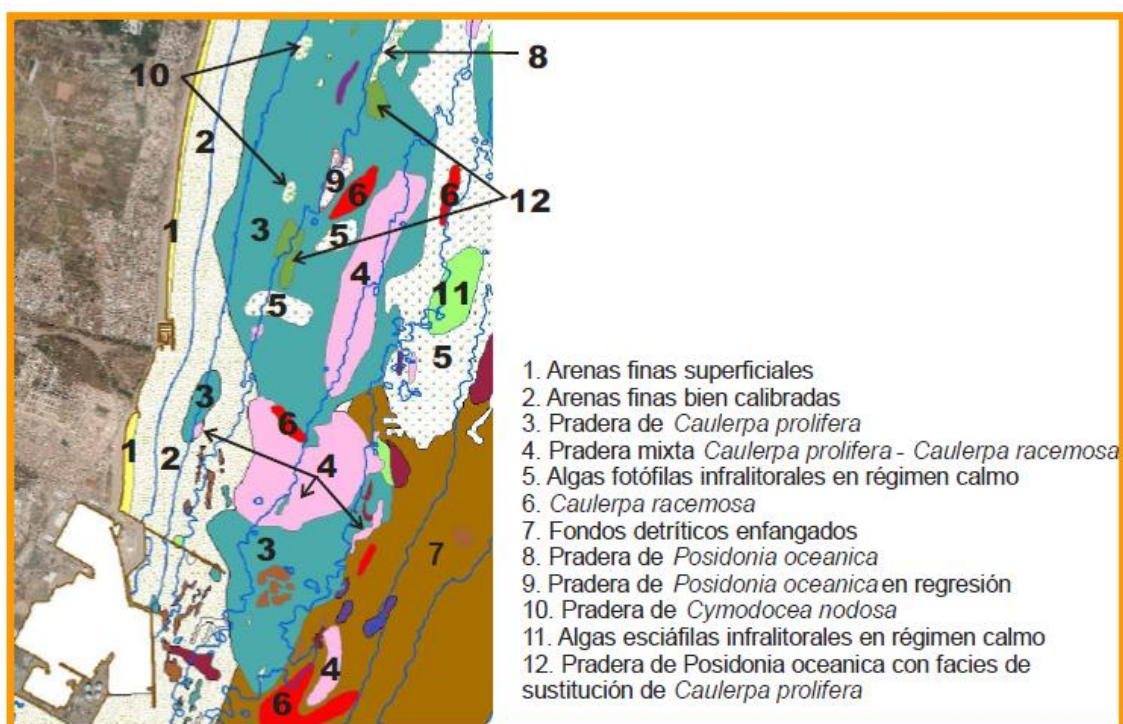 10
8
2
9
6
6
12
1
3
5
4
11
5
5
3
6
1
2
4
3
7
4
6
1. Arenas finas superficiales
2. Arenas finas bien calibradas
3. Pradera de Caulerpa prolifera
4. Pradera mixta Caulerpa prolifera - Caulerpa racemosa
5. Algas fotófilas infralitorales en régimen calmo
6. Caulerpa racemosa
7. Fondos detríticos enfangados
8. Pradera de Posidonia oceanica
9. Pradera de Posidonia oceanica en regresión
10. Pradera de Cymodocea nodosa
11. Algas esciáfilas infralitorales en régimen calmo
12. Pradera de Posidonia oceanica con facies de
sustitución de Caulerpa prolifera